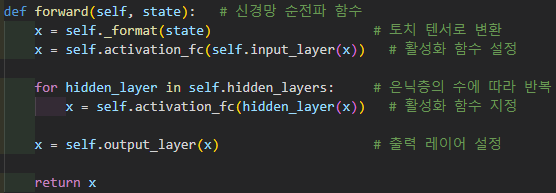 def forward(self, state):   # 신경망 순전파 함수
    x = self._format(state)                    # 토치 텐서로 변환
    x = self.activation_fc(self.input_layer(x))   # 활성화 함수 설정
    for hidden_layer in self.hidden_layers:     # 은닉층의 수에 따라 반복
        x = self.activation_fc(hidden_layer(x))   # 활성화 함수 지정
    x = self.output_layer(x)                   # 출력 레이어 설정
    return x